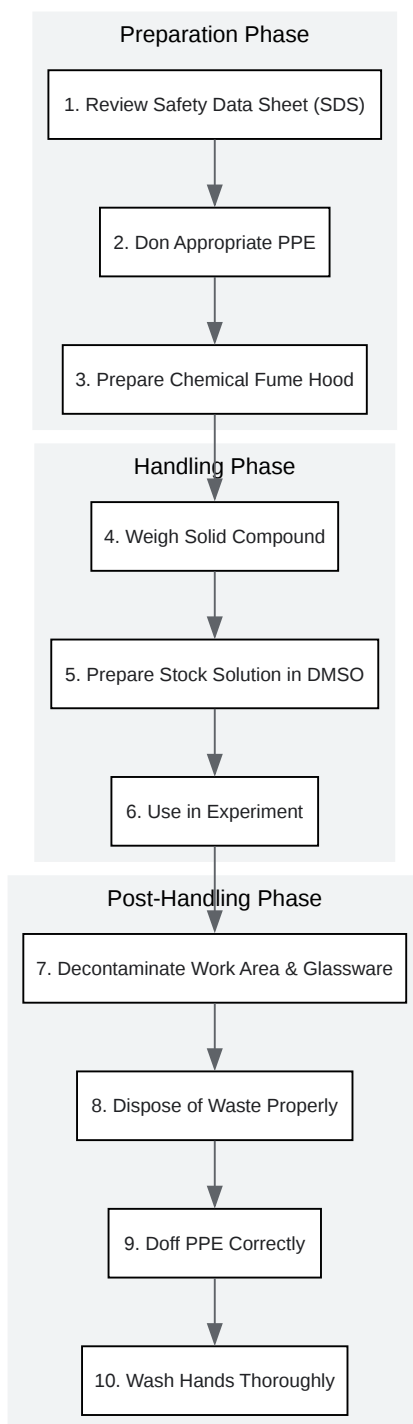 Preparation Phase
1. Review Safety Data Sheet (SDS)
2. Don Appropriate PPE
3. Prepare Chemical Fume Hood
Handling Phase
4. Weigh Solid Compound
5. Prepare Stock Solution in DMSO
6. Use in Experiment
Post-Handling Phase
7. Decontaminate Work Area & Glassware
8. Dispose of Waste Properly
9. Doff PPE Correctly
10. Wash Hands Thoroughly